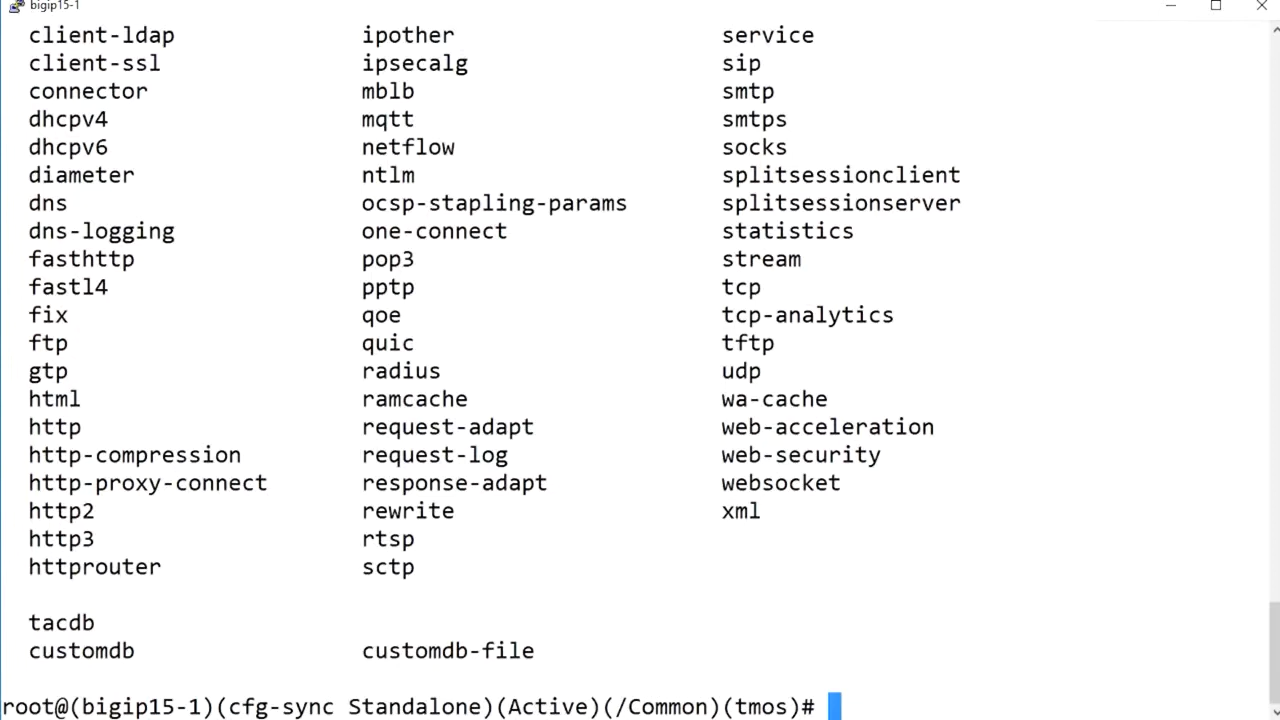 bigip15-1
client-ldap ipother service
client-ssl ipsecalg sip
connector mblb smtp
dhcpv4 mqtt smtps
dhcpv6 netflow socks
diameter ntlm splitsessionclient
dns ocsp-stapling-params splitsessionserver
dns-logging one-connect statistics
fasthttp pop3 stream
fastl4 pptp tcp
fix qoe tcp-analytics
ftp quic tftp
gtp radius udp
html ramcache wa-cache
http request-adapt web-acceleration
http-compression request-log web-security
http-proxy-connect response-adapt websocket
http2 rewrite xml
http3 rtsp
httprouter sctp
tacdb
customdb customdb-file
root@(bigip15-1)(cfg-sync Standalone)(Active)(/Common)(tmos)#